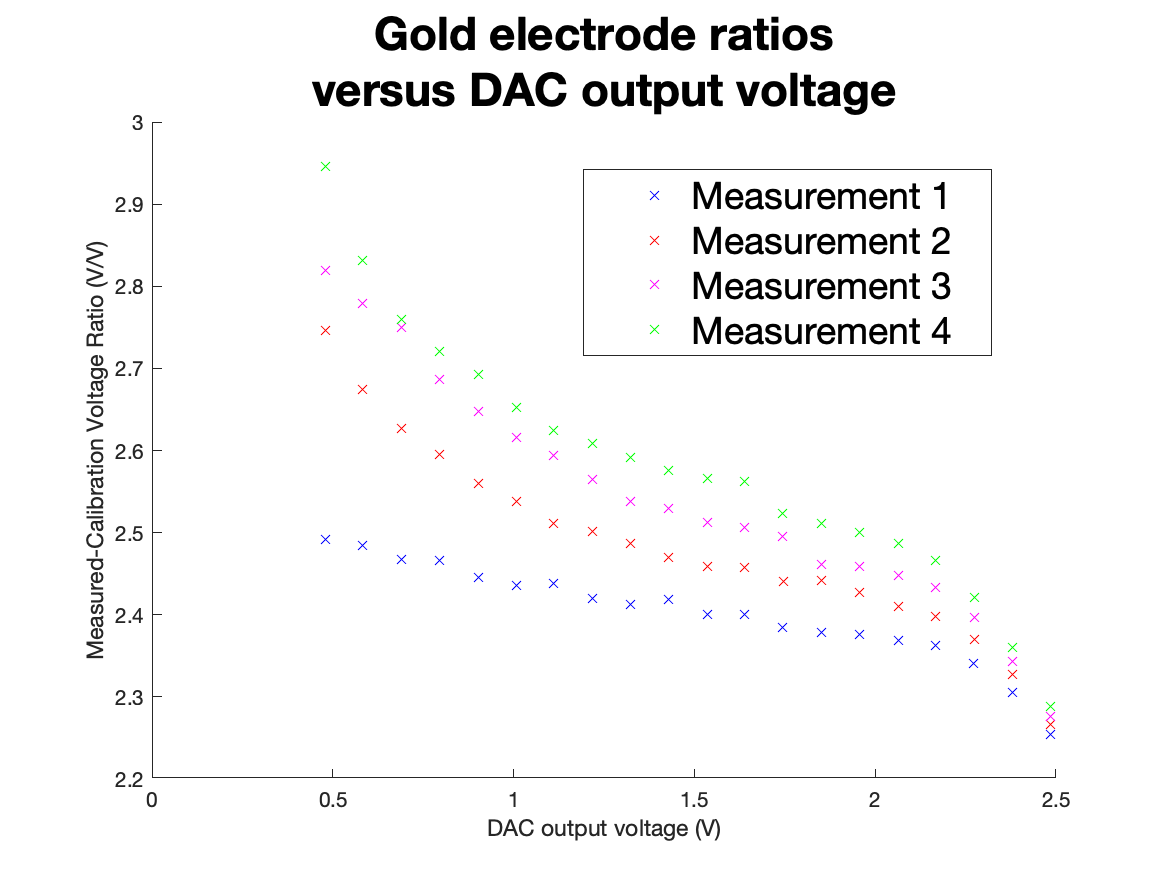 Gold electrode ratios
versus DAC output voltage
3
2.9
2.8
2.7
2.6
2.5
2.4
2.3
2.2
Measured-Calibration Voltage Ratio (V/V)
Measurement 1
Measurement 2
Measurement 3
Measurement 4
0 0.5 1 1.5 2 2.5
DAC output voltage (V)